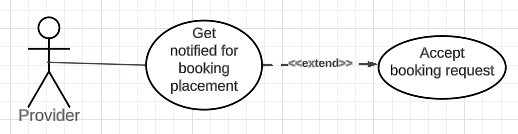 Get
notified for
booking
placement
<<extend>>
Accept
booking request
Provider